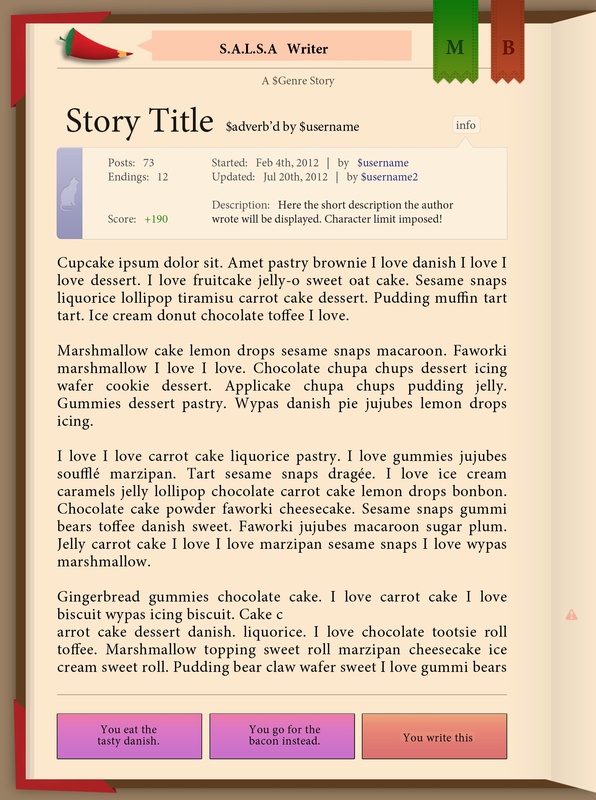 S.A.L.S.A Writer
M B
A $Genre Story
Story Title $adverb'd by $username
info
Posts: 73 Started: Feb 4th, 2012 | by $username
Endings: 12 Updated: Jul 20th, 2012 | by $username2
Description: Here the short description the author
Score: +190 wrote will be displayed. Character limit imposed!
Cupcake ipsum dolor sit. Amet pastry brownie I love danish I love I
love dessert. I love fruitcake jelly-o sweet oat cake. Sesame snaps
liquorice lollipop tiramisu carrot cake dessert. Pudding muffin tart
tart. Ice cream donut chocolate toffee I love.
Marshmallow cake lemon drops sesame snaps macaroon. Faworki
marshmallow I love I love. Chocolate chupa chups dessert icing
wafer cookie dessert. Applicake chupa chups pudding jelly.
Gummies dessert pastry. Wypas danish pie jujubes lemon drops
icing.
I love I love carrot cake liquorice pastry. I love gummies jujubes
soufflé marzipan. Tart sesame snaps dragée. I love ice cream
caramels jelly lollipop chocolate carrot cake lemon drops bonbon.
Chocolate cake powder faworki cheesecake. Sesame snaps gummi
bears toffee danish sweet. Faworki jujubes macaroon sugar plum.
Jelly carrot cake I love I love marzipan sesame snaps I love wypas
marshmallow.
Gingerbread gummies chocolate cake. I love carrot cake I love
biscuit wypas icing biscuit. Cake c
arrot cake dessert danish. liquorice. I love chocolate tootsie roll
toffee. Marshmallow topping sweet roll marzipan cheesecake ice
cream sweet roll. Pudding bear claw wafer sweet I love gummi bears
You eat the
tasty danish.
You go for the
bacon instead.
You write this